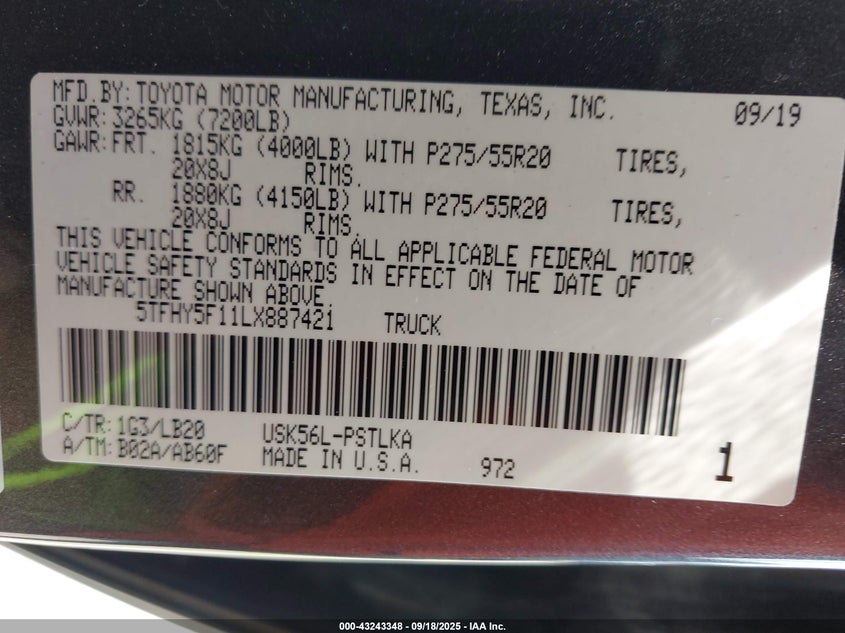 MFD.BY: TOYOTA MOTOR MANUFACTURING, TEXAS, INC. 09/19
GVWR: 3265KG (7200LB)
GAWR: FRT. 1815KG (4000LB) WITH P275/55R20 TIRES,
20X8J RIMS.
RR. 1880KG (4150LB) WITH P275/55R20 TIRES,
20X8J RIMS.
THIS VEHICLE CONFORMS TO ALL APPLICABLE FEDERAL MOTOR
VEHICLE SAFETY STANDARDS IN EFFECT ON THE DATE OF
MANUFACTURE SHOWN ABOVE.
5TFHY5F11LX887421 TRUCK
C/TR: 1G3/LB20 USK56L-PSTLKA
A/TM: B02A/AB60F MADE IN U.S.A. 972 1
000-43243348 - 09/18/2025 - IAA Inc.